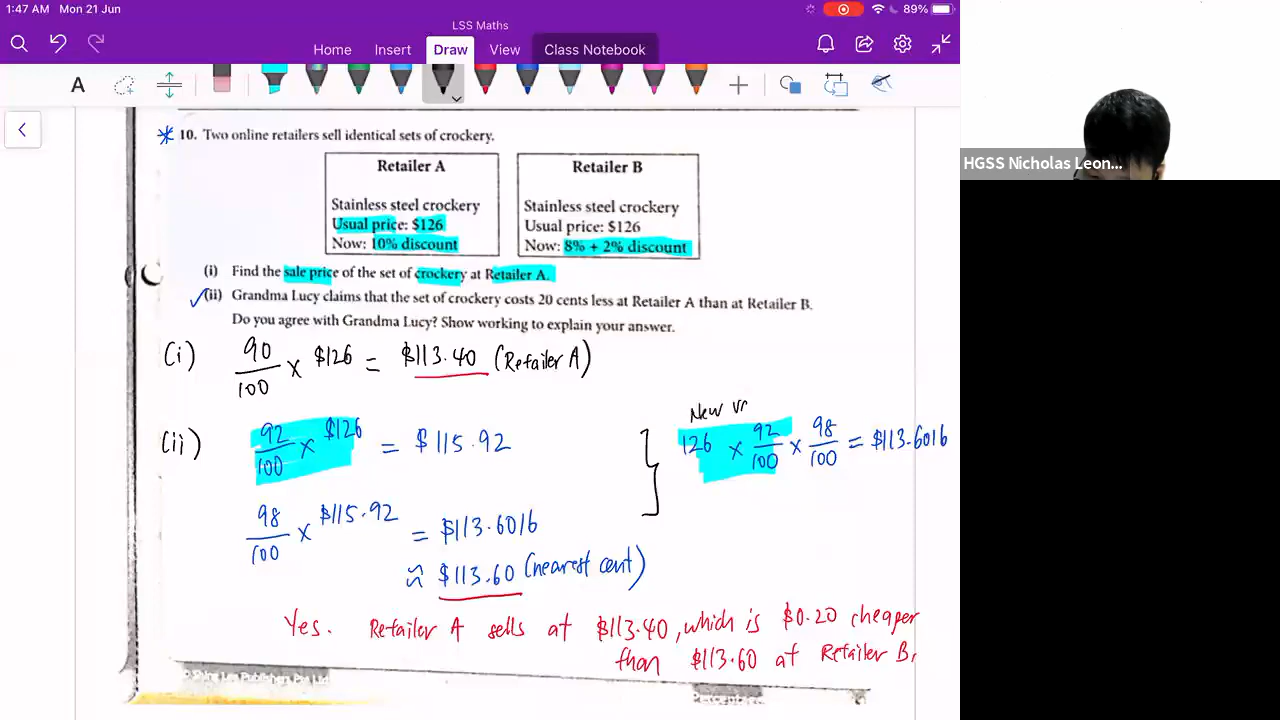 1:47 AM Mon 21 Jun
89%
LSS Maths
Home Insert Draw View Class Notebook
A
HGSS Nicholas Leon...
* 10. Two online retailers sell identical sets of crockery.
Retailer A
Stainless steel crockery
Usual price: $126
Now: 10% discount
Retailer B
Stainless steel crockery
Usual price: $126
Now: 8% + 2% discount
(i) Find the sale price of the set of crockery at Retailer A.
(ii) Grandma Lucy claims that the set of crockery costs 20 cents less at Retailer A than at Retailer B.
Do you agree with Grandma Lucy? Show working to explain your answer.
(i) 90/100 × $126 = $113.40 (Retailer A)
(ii) 92/100 × $126 = $115.92
98/100 × $115.92 = $113.6016
≈ $113.60 (nearest cent)
New
126 × 92/100 × 98/100 = $113.6016
Yes. Retailer A sells at $113.40, which is $0.20 cheaper
than $113.60 at Retailer B.